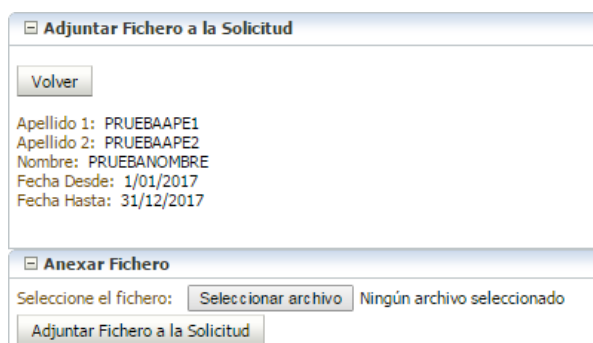 Adjuntar Fichero a la Solicitud
Volver
Apellido 1: PRUEBAAPE1
Apellido 2: PRUEBAAPE2
Nombre: PRUEBANOMBRE
Fecha Desde: 1/01/2017
Fecha Hasta: 31/12/2017
Anexar Fichero
Seleccione el fichero: Seleccionar archivo Ningún archivo seleccionado
Adjuntar Fichero a la Solicitud